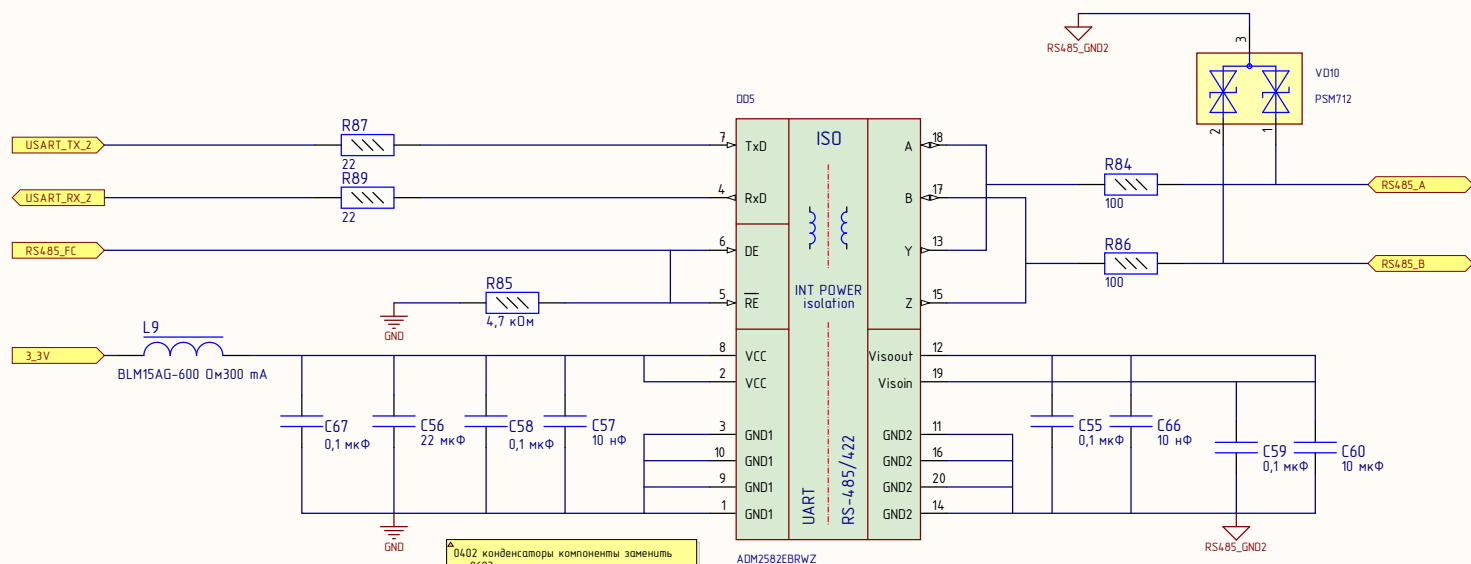 RS485_GND2
3
VD10
PSM712
2
1
DD5
USART_TX_2
R87
22
7
TxD
ISO
A
18
R84
100
RS485_A
USART_RX_2
R89
22
4
RxD
B
17
RS485_FC
6
DE
Y
13
R86
100
RS485_B
GND
R85
4,7 кОм
5
RE
INT POWER
isolation
Z
15
3_3V
L9
BLM15AG-600 Ом300 mA
8
VCC
Visoout
12
2
VCC
Visoin
19
C67
0,1 мкФ
C56
22 мкФ
C58
0,1 мкФ
C57
10 нФ
C55
0,1 мкФ
C66
10 нФ
C59
0,1 мкФ
C60
10 мкФ
3
GND1
GND2
11
10
GND1
GND2
16
9
GND1
GND2
20
1
GND1
GND2
14
UART
RS-485/422
GND
RS485_GND2
0402 конденсаторы компоненты заменить
ADM2582EBRWZ